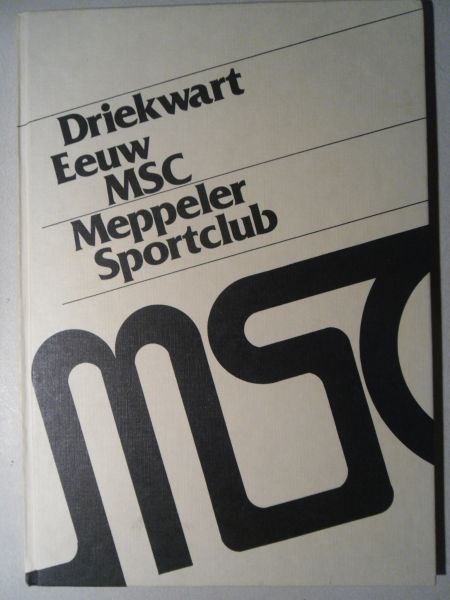 Driekwart
Eeuw
MSC
Meppeler
Sportclub
msc